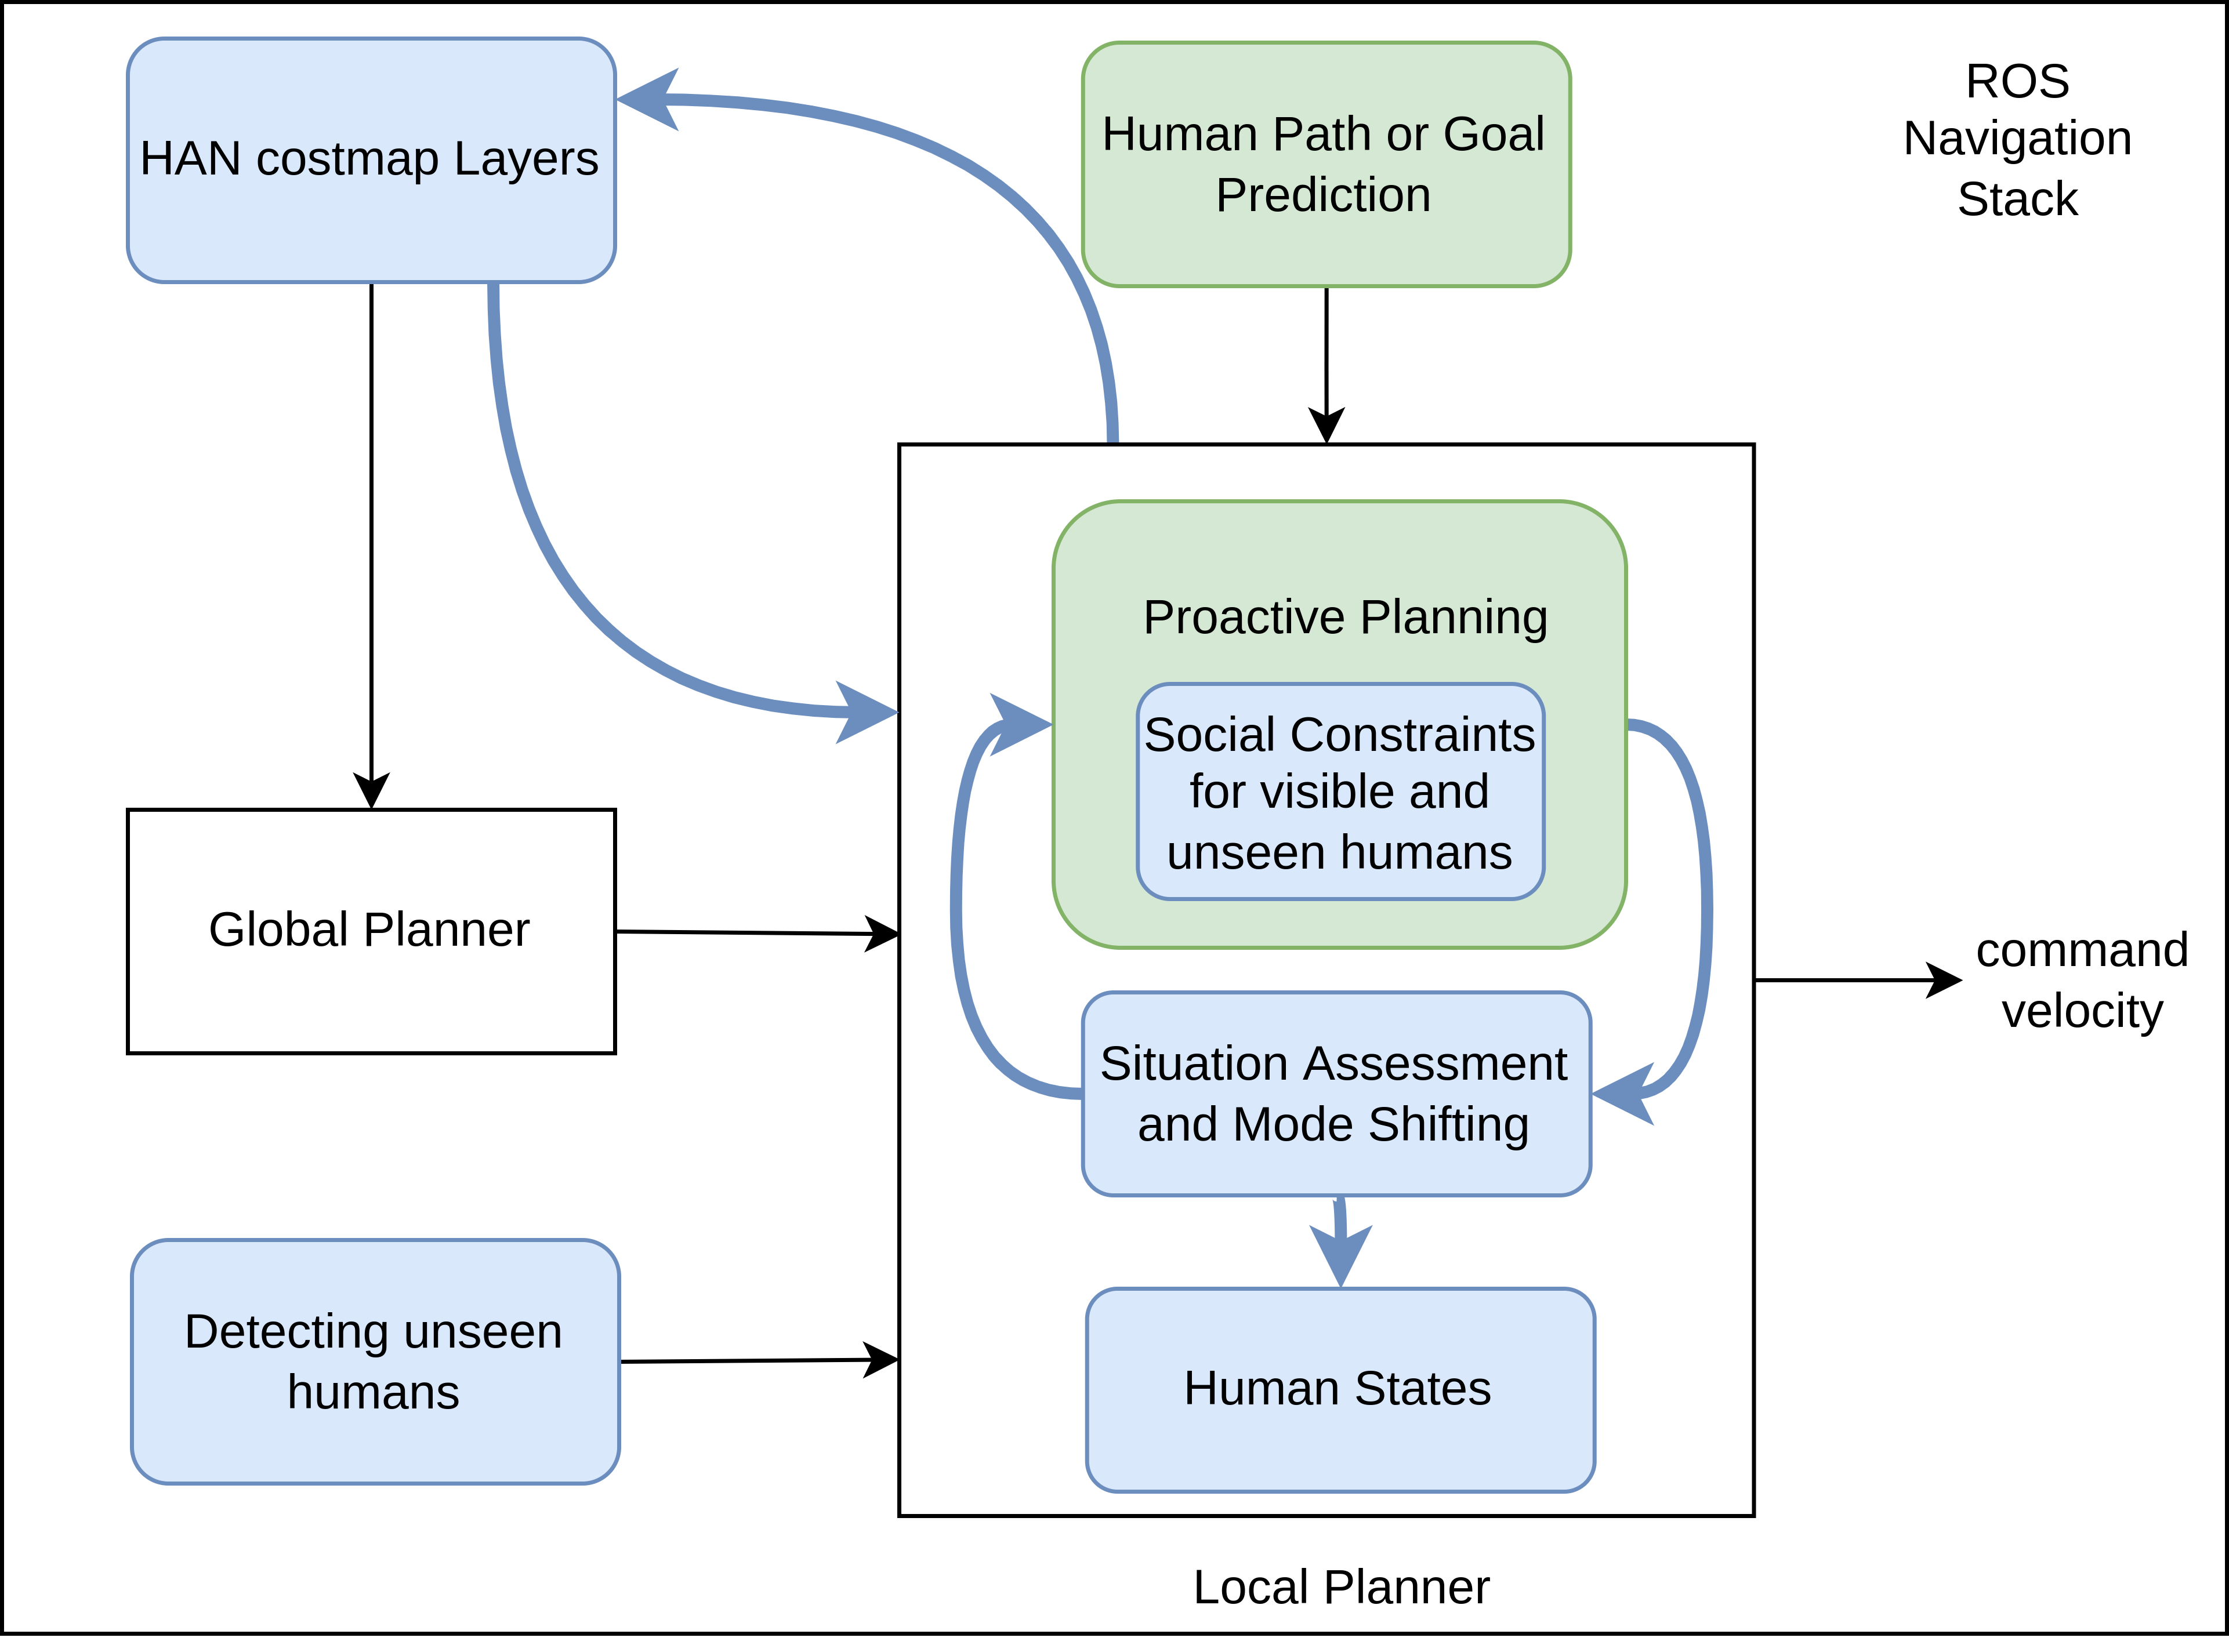 HAN costmap Layers
Human Path or Goal
Prediction
ROS
Navigation
Stack
Proactive Planning
Social Constraints
for visible and
unseen humans
Global Planner
command
velocity
Situation Assessment
and Mode Shifting
Detecting unseen
humans
Human States
Local Planner